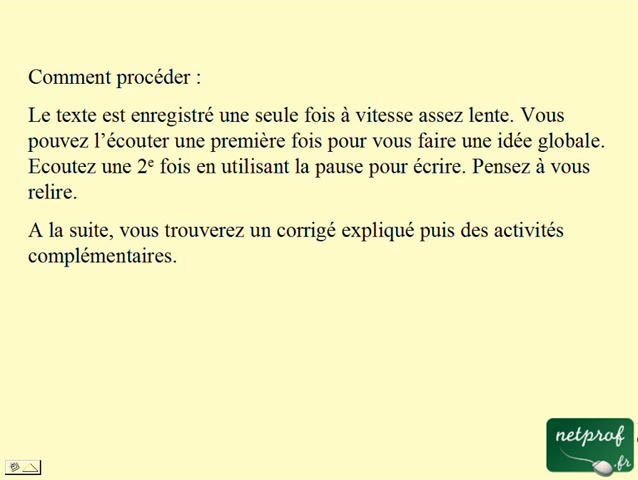 Comment procéder :
Le texte est enregistré une seule fois à vitesse assez lente. Vous
pouvez l’écouter une première fois pour vous faire une idée globale.
Ecoutez une 2e fois en utilisant la pause pour écrire. Pensez à vous
relire.
A la suite, vous trouverez un corrigé expliqué puis des activités
complémentaires.
netprof
.fr